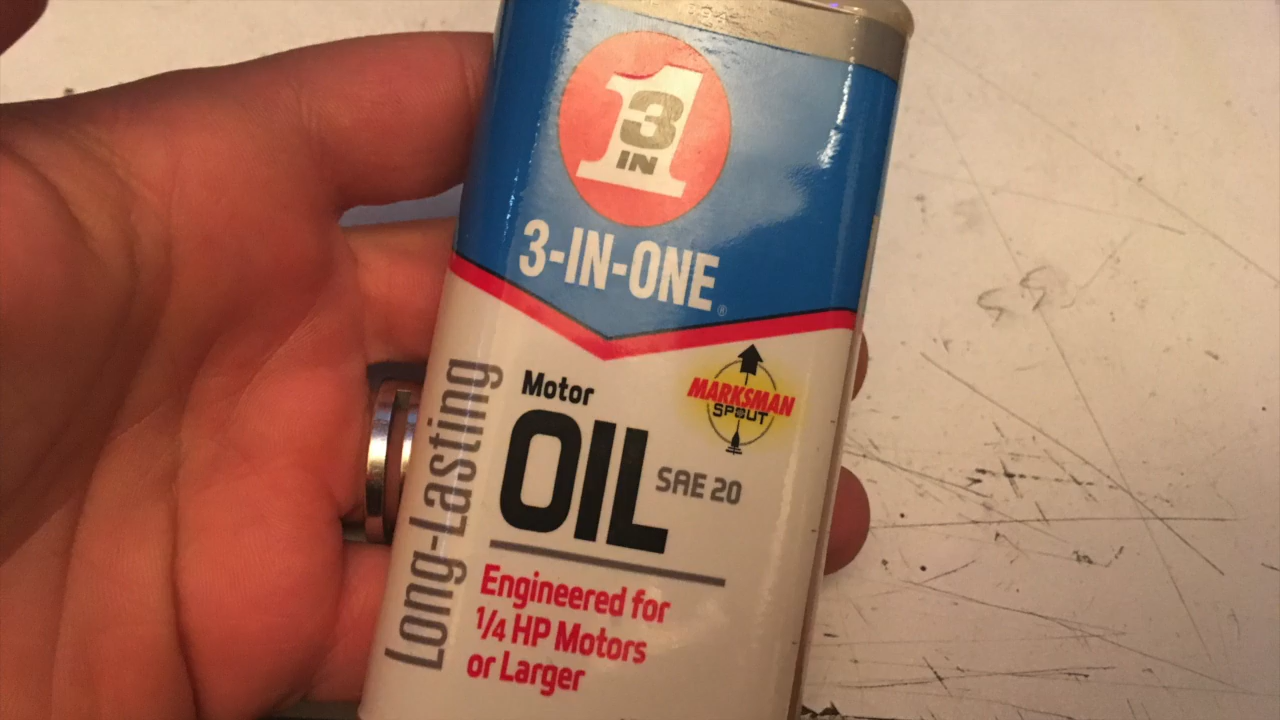 3
IN
1
3-IN-ONE®
MARKSMAN
SPOUT
Long-Lasting
Motor
OIL
SAE 20
Engineered for
1/4 HP Motors
or Larger